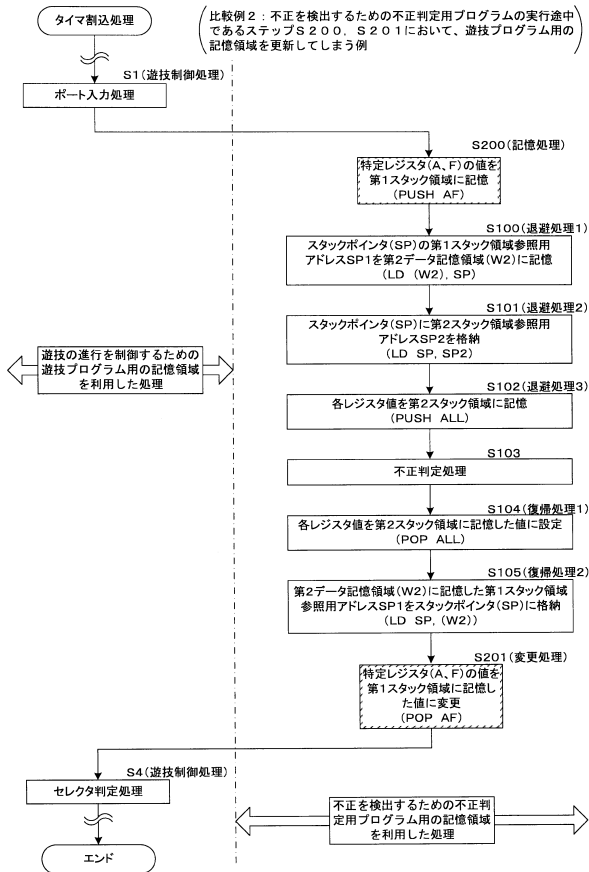 タイマ割込処理
比較例2:不正を検出するための不正判定用プログラムの実行途中
であるステップS200,S201において、遊技プログラム用の
記憶領域を更新してしまう例
S1(遊技制御処理)
ポート入力処理
S200(記憶処理)
特定レジスタ(A、F)の値を
第1スタック領域に記憶
(PUSH AF)
S100(退避処理1)
スタックポインタ(SP)の第1スタック領域参照用
アドレスSP1を第2データ記憶領域(W2)に記憶
(LD (W2),SP)
S101(退避処理2)
スタックポインタ(SP)に第2スタック領域参照用
アドレスSP2を格納
(LD SP,SP2)
遊技の進行を制御するための
遊技プログラム用の記憶領域
を利用した処理
S102(退避処理3)
各レジスタ値を第2スタック領域に記憶
(PUSH ALL)
S103
不正判定処理
S104(復帰処理1)
各レジスタ値を第2スタック領域に記憶した値に設定
(POP ALL)
S105(復帰処理2)
第2データ記憶領域(W2)に記憶した第1スタック領域
参照用アドレスSP1をスタックポインタ(SP)に格納
(LD SP,(W2))
S201(変更処理)
特定レジスタ(A、F)の値を
第1スタック領域に記憶し
た値に変更
(POP AF)
S4(遊技制御処理)
セレクタ判定処理
不正を検出するための不正判
定用プログラム用の記憶領域
を利用した処理
エンド